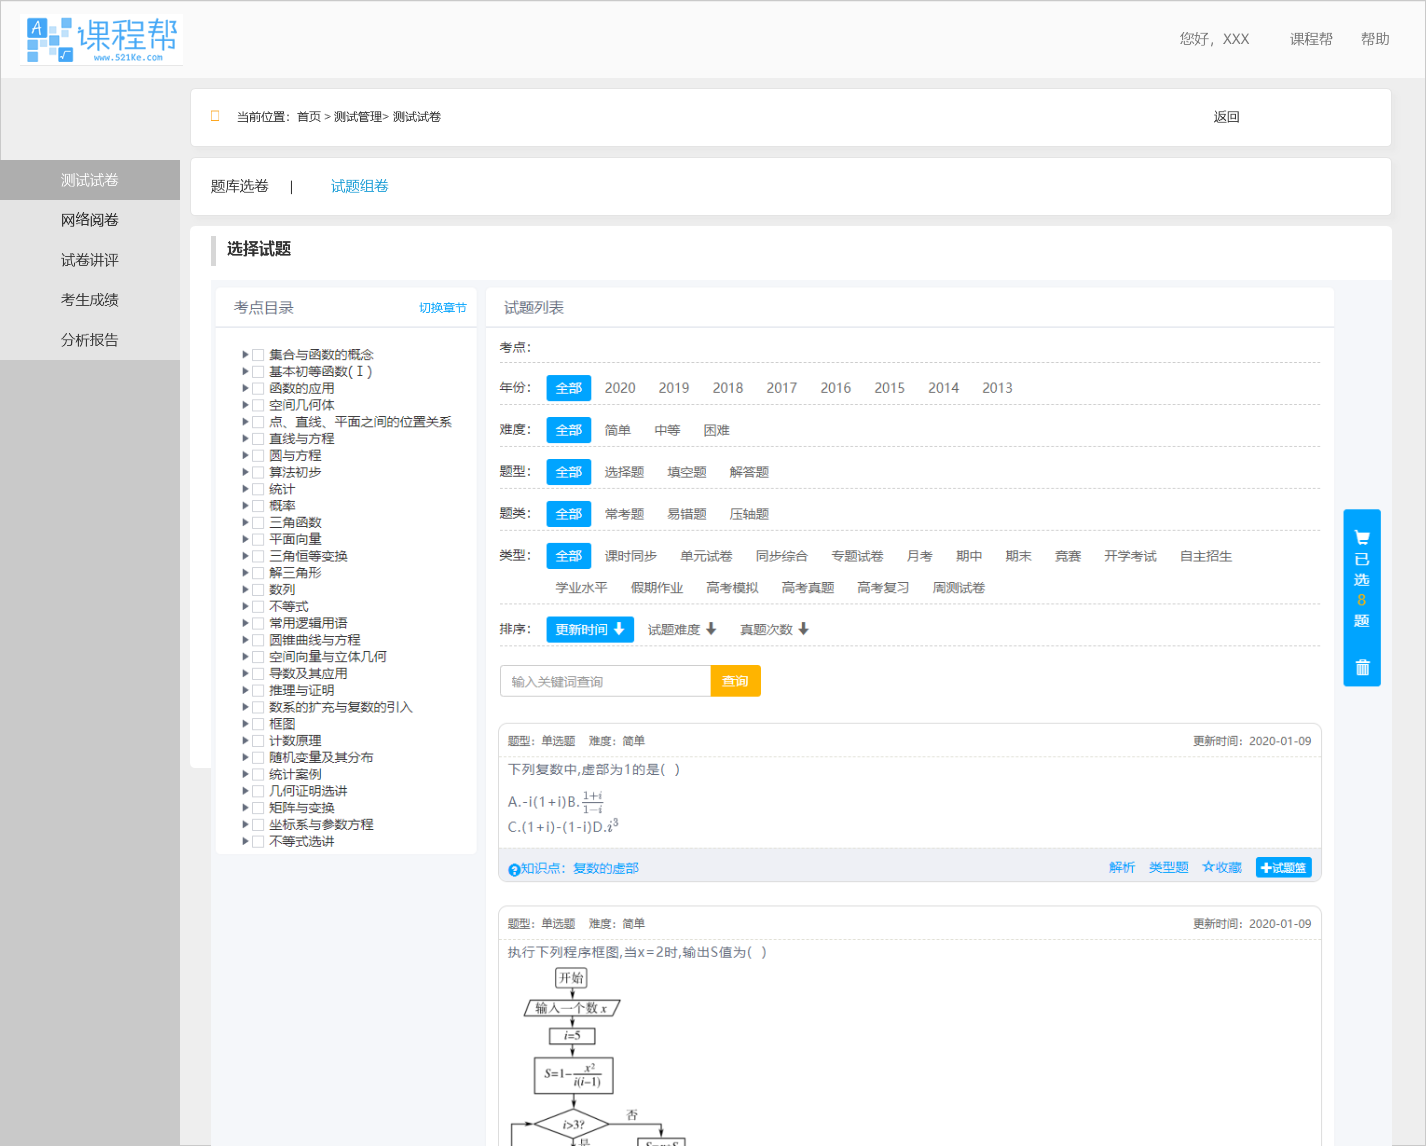 课程帮
www.521Ke.com
您好，XXX 课程帮 帮助
当前位置：首页 > 测试管理> 测试试卷 返回
测试试卷
网络阅卷
试卷讲评
考生成绩
分析报告
题库选卷 | 试题组卷
选择试题
考点目录 切换章节
集合与函数的概念
基本初等函数(Ⅰ)
函数的应用
空间几何体
点、直线、平面之间的位置关系
直线与方程
圆与方程
算法初步
统计
概率
三角函数
平面向量
三角恒等变换
解三角形
数列
不等式
常用逻辑用语
圆锥曲线与方程
空间向量与立体几何
导数及其应用
推理与证明
数系的扩充与复数的引入
框图
计数原理
随机变量及其分布
统计案例
几何证明选讲
矩阵与变换
坐标系与参数方程
不等式选讲
试题列表
考点：
年份： 全部 2020 2019 2018 2017 2016 2015 2014 2013
难度： 全部 简单 中等 困难
题型： 全部 选择题 填空题 解答题
题类： 全部 常考题 易错题 压轴题
类型： 全部 课时同步 单元试卷 同步综合 专题试卷 月考 期中 期末 竞赛 开学考试 自主招生
学业水平 假期作业 高考模拟 高考真题 高考复习 周测试卷
排序： 更新时间 试题难度 真题次数
输入关键词查询 查询
题型：单选题 难度：简单 更新时间：2020-01-09
下列复数中,虚部为1的是( )
A.-i(1+i)B.\frac{1+i}{1-i}
C.(1+i)-(1-i)D.i³
知识点：复数的虚部 解析 类型题 收藏 试题篮
题型：单选题 难度：简单 更新时间：2020-01-09
执行下列程序框图,当x=2时,输出S值为( )
开始
输入一个数 x
i=5
S=1-\frac{x²}{i(i-1)}
i>3?
否
是
已
选
8
题